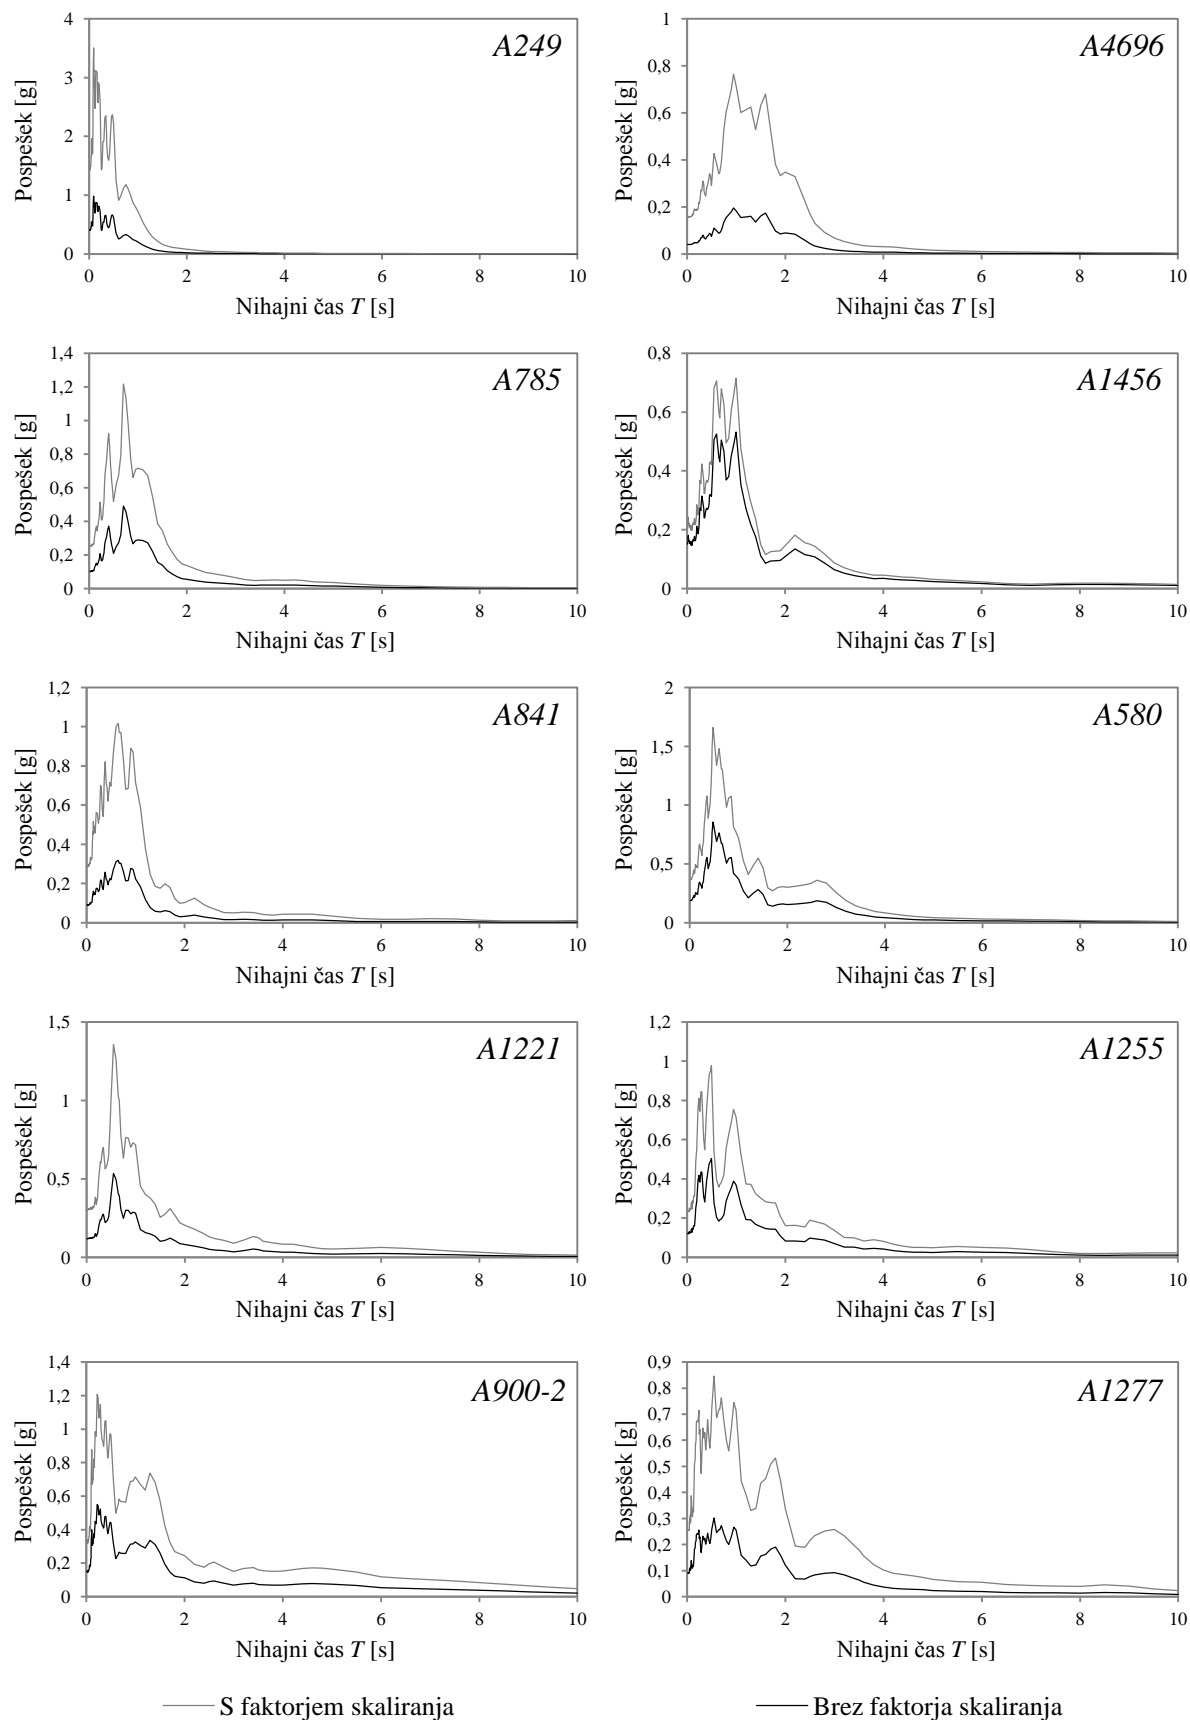 A249
Pospešek [g]
4
3
2
1
0
0 2 4 6 8 10
Nihajni čas T [s]
A4696
Pospešek [g]
1
0,8
0,6
0,4
0,2
0
0 2 4 6 8 10
Nihajni čas T [s]
A785
Pospešek [g]
1,4
1,2
1
0,8
0,6
0,4
0,2
0
0 2 4 6 8 10
Nihajni čas T [s]
A1456
Pospešek [g]
0,8
0,6
0,4
0,2
0
0 2 4 6 8 10
Nihajni čas T [s]
A841
Pospešek [g]
1,2
1
0,8
0,6
0,4
0,2
0
0 2 4 6 8 10
Nihajni čas T [s]
A580
Pospešek [g]
2
1,5
1
0,5
0
0 2 4 6 8 10
Nihajni čas T [s]
A1221
Pospešek [g]
1,5
1
0,5
0
0 2 4 6 8 10
Nihajni čas T [s]
A1255
Pospešek [g]
1,2
1
0,8
0,6
0,4
0,2
0
0 2 4 6 8 10
Nihajni čas T [s]
A900-2
Pospešek [g]
1,4
1,2
1
0,8
0,6
0,4
0,2
0
0 2 4 6 8 10
Nihajni čas T [s]
A1277
Pospešek [g]
0,9
0,8
0,7
0,6
0,5
0,4
0,3
0,2
0,1
0
0 2 4 6 8 10
Nihajni čas T [s]
S faktorjem skaliranja
Brez faktorja skaliranja